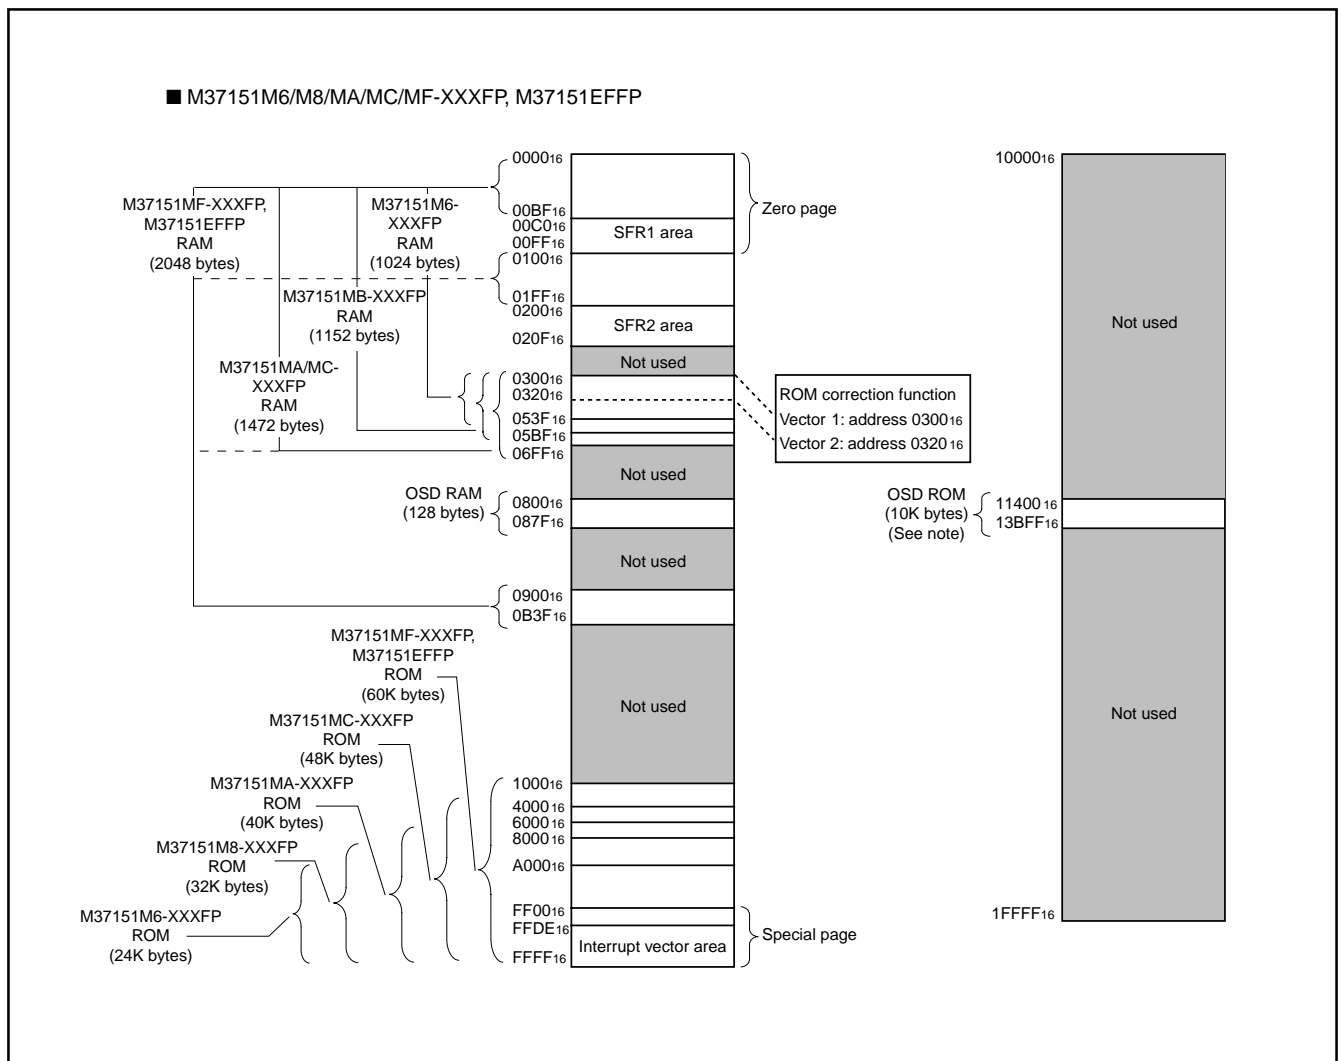 ■ M37151M6/M8/MA/MC/MF-XXXFP, M37151EFFP
M37151MF-XXXFP,
M37151EFFP
RAM
(2048 bytes)
M37151M6-
XXXFP
RAM
(1024 bytes)
M37151MB-XXXFP
RAM
(1152 bytes)
M37151MA/MC-
XXXFP
RAM
(1472 bytes)
OSD RAM
(128 bytes)
M37151MF-XXXFP,
M37151EFFP
ROM
(60K bytes)
M37151MC-XXXFP
ROM
(48K bytes)
M37151MA-XXXFP
ROM
(40K bytes)
M37151M8-XXXFP
ROM
(32K bytes)
M37151M6-XXXFP
ROM
(24K bytes)
000016
00BF16
00C016
00FF16
010016
01FF16
020016
020F16
030016
032016
053F16
05BF16
06FF16
080016
087F16
090016
0B3F16
100016
400016
600016
800016
A00016
FF0016
FFDE16
FFFF16
SFR1 area
SFR2 area
Not used
Not used
Not used
Not used
Interrupt vector area
Zero page
ROM correction function
Vector 1: address 030016
Vector 2: address 032016
Special page
1000016
Not used
OSD ROM
(10K bytes)
(See note)
1140016
13BFF16
Not used
1FFFF16